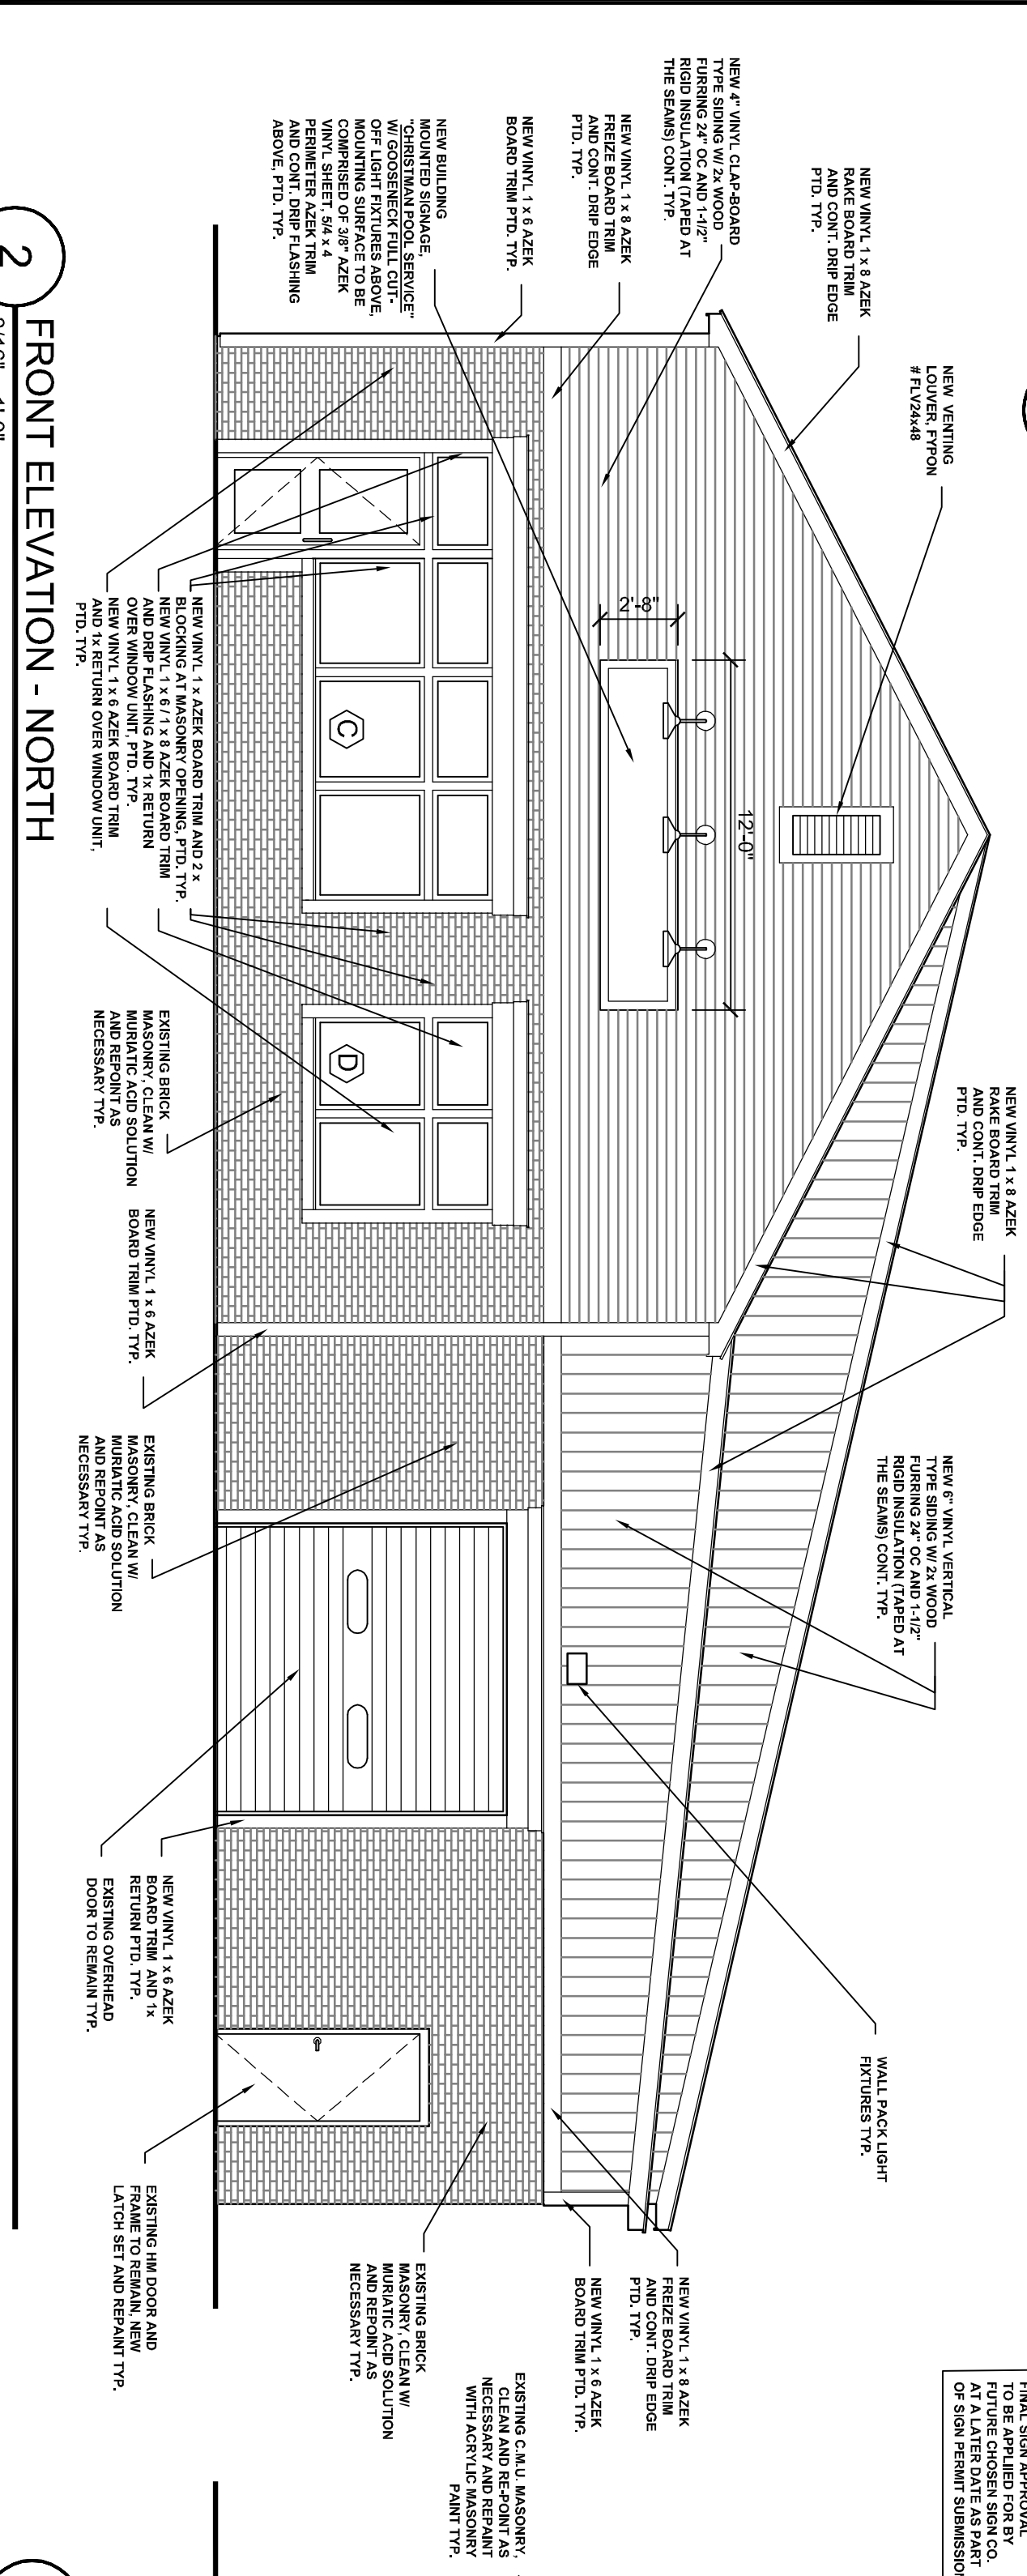 NEW VINYL 1 x 8 AZEK
RAKE BOARD TRIM
AND CONT. DRIP EDGE
PTD. TYP.
NEW VENTING
LOUVER, FYPON
# FLV24x48
NEW 4" VINYL CLAP-BOARD
TYPE SIDING W/ 2x WOOD
FURRING 24" OC AND 1-1/2"
RIGID INSULATION (TAPED AT
THE SEAMS) CONT. TYP.
NEW VINYL 1 x 8 AZEK
FREIZE BOARD TRIM
AND CONT. DRIP EDGE
PTD. TYP.
NEW VINYL 1 x 6 AZEK
BOARD TRIM PTD. TYP.
NEW BUILDING
MOUNTED SIGNAGE,
"CHRISTMAN POOL SERVICE"
W/ GOOSENECK FULL CUT-
OFF LIGHT FIXTURES ABOVE,
MOUNTING SURFACE TO BE
COMPRISED OF 3/8" AZEK
VINYL SHEET, 5/4 x 4
PERIMETER AZEK TRIM
AND CONT. DRIP FLASHING
ABOVE, PTD. TYP.
12'-0"
2'-8"
C
D
NEW VINYL 1 x 8 AZEK
RAKE BOARD TRIM
AND CONT. DRIP EDGE
PTD. TYP.
NEW 6" VINYL VERTICAL
TYPE SIDING W/ 2x WOOD
FURRING 24" OC AND 1-1/2"
RIGID INSULATION (TAPED AT
THE SEAMS) CONT. TYP.
WALL PACK LIGHT
FIXTURES TYP.
FINAL SIGN APPROVAL
TO BE APPLIIED FOR BY
FUTURE CHOSEN SIGN CO.
AT A LATER DATE AS PART
OF SIGN PERMIT SUBMISSION
NEW VINYL 1 x 8 AZEK
FREIZE BOARD TRIM
AND CONT. DRIP EDGE
PTD. TYP.
NEW VINYL 1 x 6 AZEK
BOARD TRIM PTD. TYP.
EXISTING C.M.U. MASONRY,
CLEAN AND RE-POINT AS
NECESSARY AND REPAINT
WITH ACRYLIC MASONRY
PAINT TYP.
EXISTING BRICK
MASONRY, CLEAN W/
MURIATIC ACID SOLUTION
AND REPOINT AS
NECESSARY TYP.
NEW VINYL 1 x AZEK BOARD TRIM AND 2 x
BLOCKING AT MASONRY OPENING, PTD. TYP.
NEW VINYL 1 x 6 / 1 x 8 AZEK BOARD TRIM
AND DRIP FLASHING AND 1x RETURN
OVER WINDOW UNIT, PTD. TYP.
NEW VINYL 1 x 6 AZEK BOARD TRIM
AND 1x RETURN OVER WINDOW UNIT,
PTD. TYP.
EXISTING BRICK
MASONRY, CLEAN W/
MURIATIC ACID SOLUTION
AND REPOINT AS
NECESSARY TYP.
NEW VINYL 1 x 6 AZEK
BOARD TRIM PTD. TYP.
EXISTING BRICK
MASONRY, CLEAN W/
MURIATIC ACID SOLUTION
AND REPOINT AS
NECESSARY TYP.
NEW VINYL 1 x 6 AZEK
BOARD TRIM AND 1x
RETURN PTD. TYP.
EXISTING OVERHEAD
DOOR TO REMAIN TYP.
EXISTING HM DOOR AND
FRAME TO REMAIN, NEW
LATCH SET AND REPAINT TYP.
2
FRONT ELEVATION - NORTH